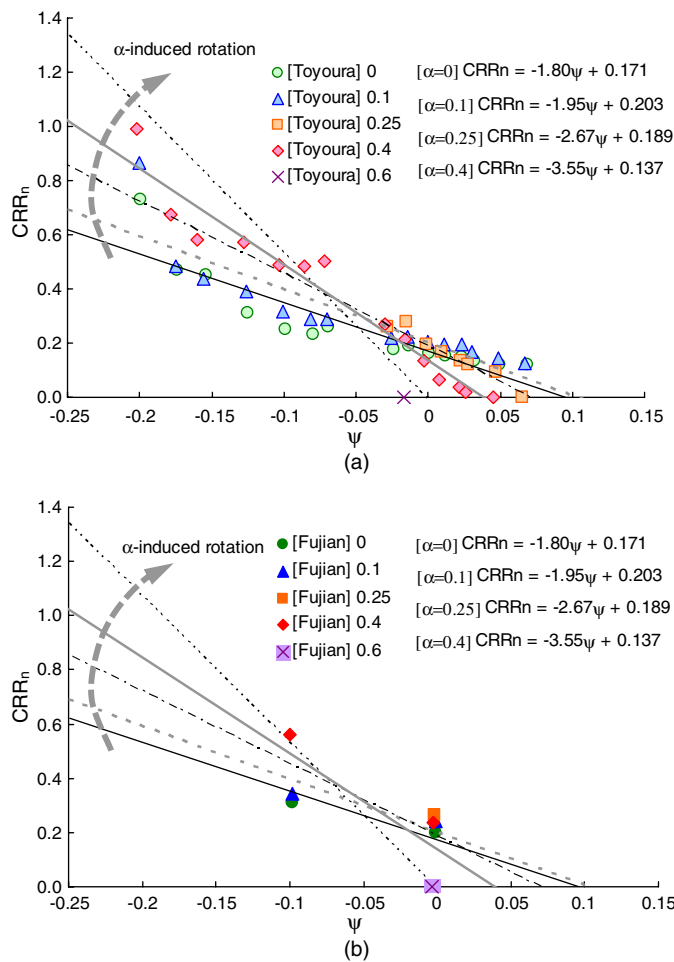 1.4
1.2
1.0
0.8
0.6
0.4
0.2
0.0
CRRn
α-induced rotation
[Toyoura] 0
[Toyoura] 0.1
[Toyoura] 0.25
[Toyoura] 0.4
[Toyoura] 0.6
[α=0] CRRn = -1.80ψ + 0.171
[α=0.1] CRRn = -1.95ψ + 0.203
[α=0.25] CRRn = -2.67ψ + 0.189
[α=0.4] CRRn = -3.55ψ + 0.137
-0.25 -0.2 -0.15 -0.1 -0.05 0 0.05 0.1 0.15
ψ
(a)
1.4
1.2
1.0
0.8
0.6
0.4
0.2
0.0
CRRn
α-induced rotation
[Fujian] 0
[Fujian] 0.1
[Fujian] 0.25
[Fujian] 0.4
[Fujian] 0.6
[α=0] CRRn = -1.80ψ + 0.171
[α=0.1] CRRn = -1.95ψ + 0.203
[α=0.25] CRRn = -2.67ψ + 0.189
[α=0.4] CRRn = -3.55ψ + 0.137
-0.25 -0.2 -0.15 -0.1 -0.05 0 0.05 0.1 0.15
ψ
(b)